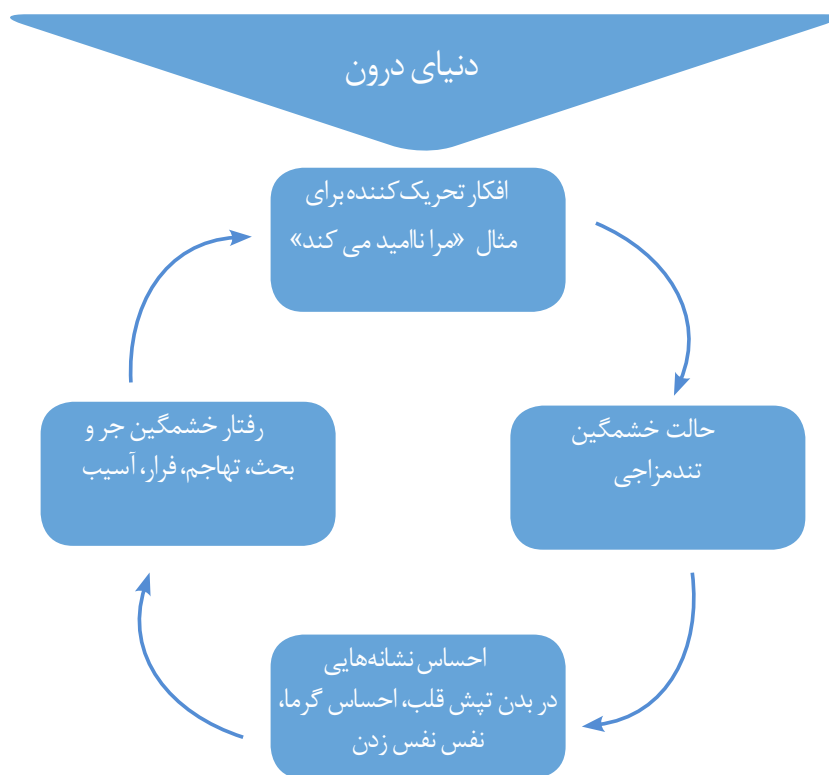 دنیای درون
افکار تحریک‌کننده برای
مثال «مرا ناامید می کند»
حالت خشمگین
تندمزاجی
احساس نشانه‌هایی
در بدن تپش قلب، احساس گرما،
نفس نفس زدن
رفتار خشمگین جر و
بحث، تهاجم، فرار، آسیب